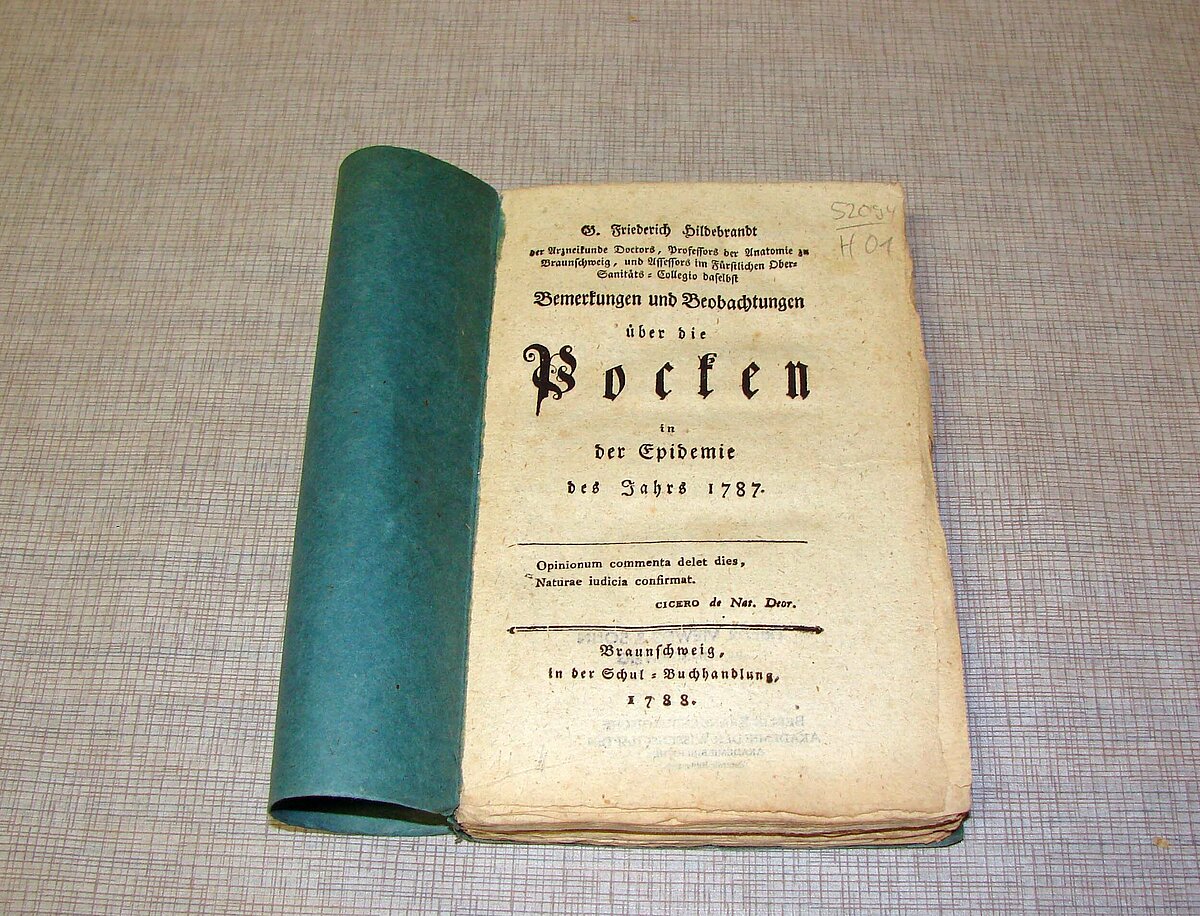 52094
H 01
G. Friederich Hildebrandt
der Arzneikunde Doctors, Professors der Anatomie zu
Braunschweig, und Assessors im Fürstlichen Ober-
Sanitäts-Collegio daselbst
Bemerkungen und Beobachtungen
über die
Pocken
in
der Epidemie
des Jahrs 1787.
Opinionum commenta delet dies,
Naturae iudicia confirmat.
CICERO de Nat. Deor.
Braunschweig,
in der Schul-Buchhandlung,
1788.